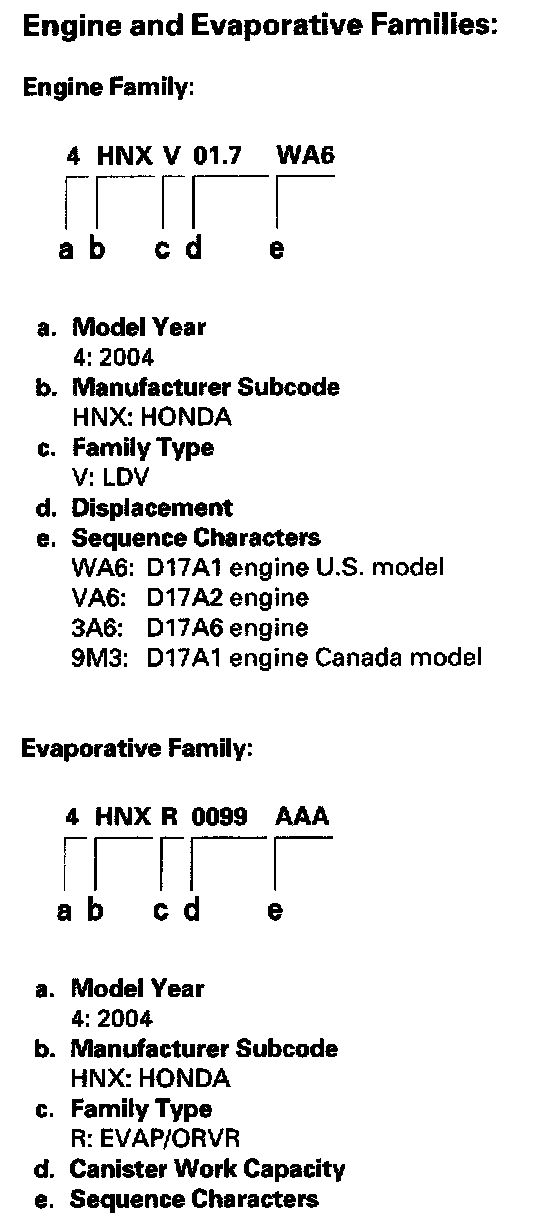 Engine and Evaporative Families:
Engine Family:
4 HNX V 01.7 WA6
a b c d e
a. Model Year
4: 2004
b. Manufacturer Subcode
HNX: HONDA
c. Family Type
V: LDV
d. Displacement
e. Sequence Characters
WA6: D17A1 engine U.S. model
VA6: D17A2 engine
3A6: D17A6 engine
9M3: D17A1 engine Canada model
Evaporative Family:
4 HNX R 0099 AAA
a b c d e
a. Model Year
4: 2004
b. Manufacturer Subcode
HNX: HONDA
c. Family Type
R: EVAP/ORVR
d. Canister Work Capacity
e. Sequence Characters